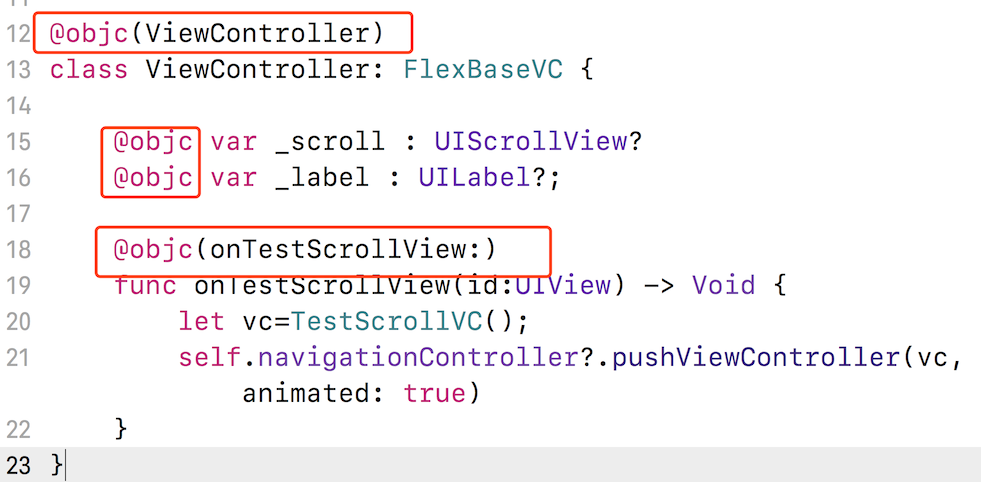 12 @objc(ViewController)
13 class ViewController: FlexBaseVC {
14
15 @objc var _scroll : UIScrollView?
16 @objc var _label : UILabel?;
17
18 @objc(onTestScrollView:)
19 func onTestScrollView(id:UIView) -> Void {
20 let vc=TestScrollVC();
21 self.navigationController?.pushViewController(vc,
animated: true)
22 }
23 }